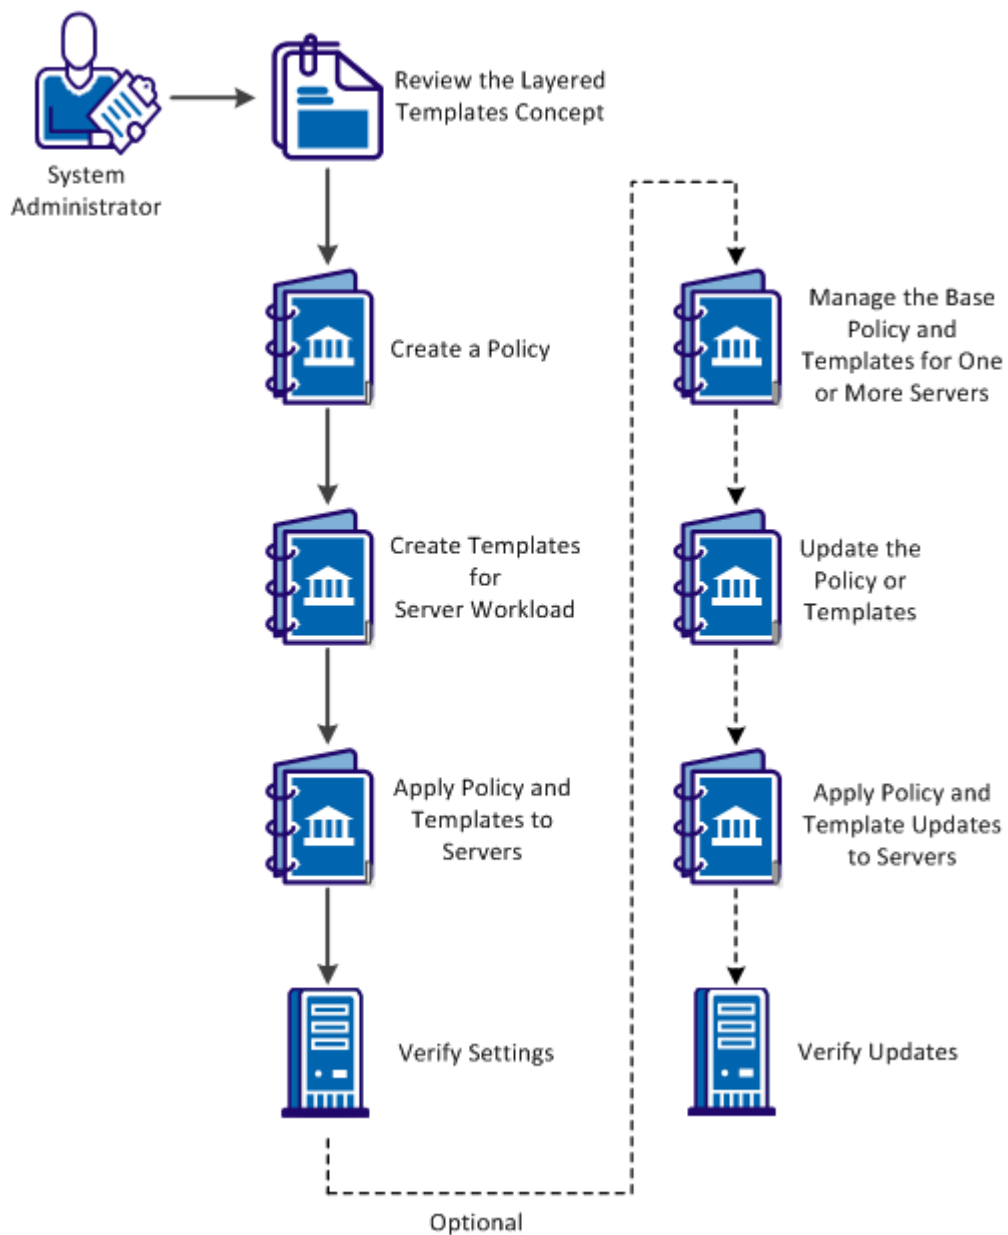 System
Administrator
Review the Layered
Templates Concept
Create a Policy
Create Templates
for
Server Workload
Apply Policy and
Templates to
Servers
Verify Settings
Optional
Manage the Base
Policy and
Templates for One
or More Servers
Update the
Policy or
Templates
Apply Policy and
Template Updates
to Servers
Verify Updates